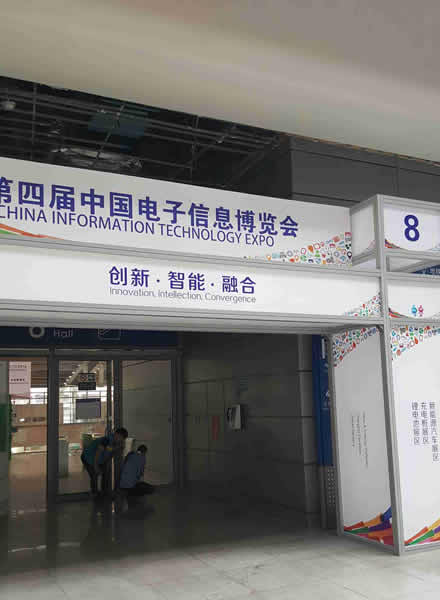 第四届中国电子信息博览会
CHINA INFORMATION TECHNOLOGY EXPO
8
创新·智能·融合
Innovation, Intellection, Convergence
8
Hall
新能源汽车展区
充电桩展区
锂电池展区